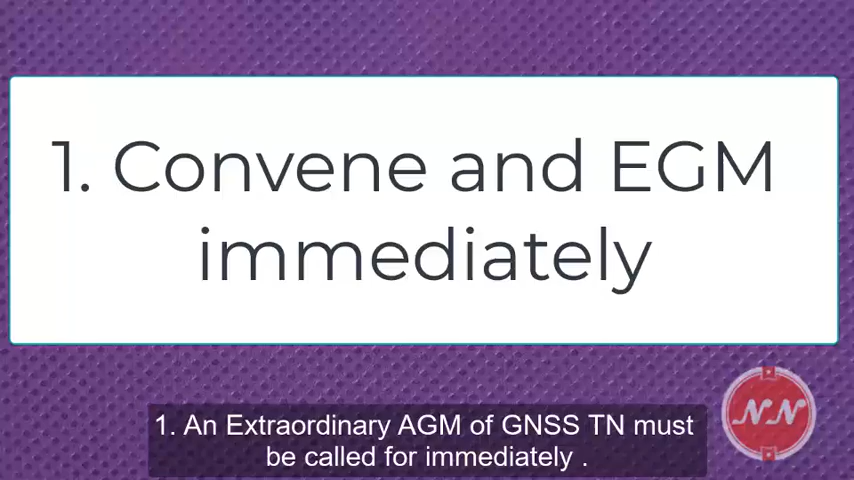 1. Convene and EGM
immediately
NN
1. An Extraordinary AGM of GNSS TN must
be called for immediately .